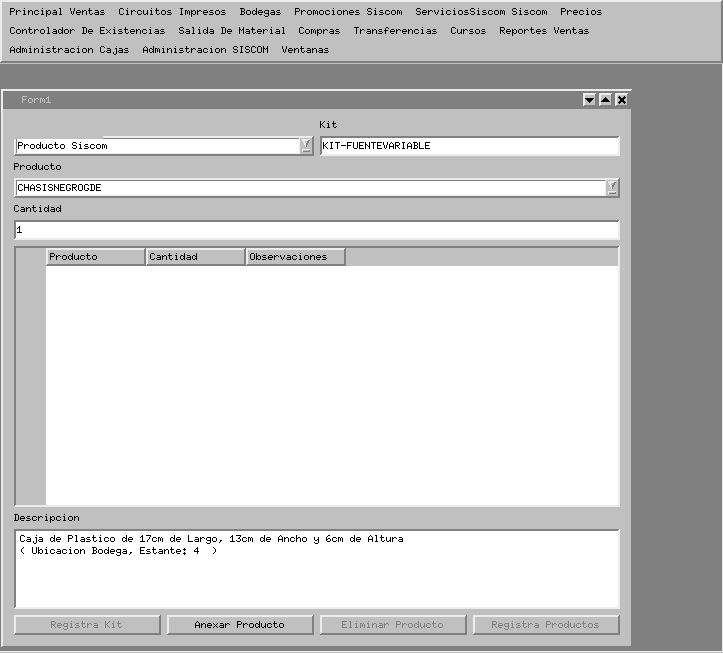 Principal Ventas Circuitos Impresos Bodegas Promociones Siscom ServiciosSiscom Siscom Precios
Controlador De Existencias Salida De Material Compras Transferencias Cursos Reportes Ventas
Administracion Cajas Administracion SISCOM Ventanas
Form1
Kit
Producto Siscom KIT-FUENTEVARIABLE
Producto
CHASISNEGROGDE
Cantidad
1
Producto Cantidad Observaciones
Descripcion
Caja de Plastico de 17cm de Largo, 13cm de Ancho y 6cm de Altura
( Ubicacion Bodega, Estante: 4 )
Registra Kit Anexar Producto Eliminar Producto Registra Productos